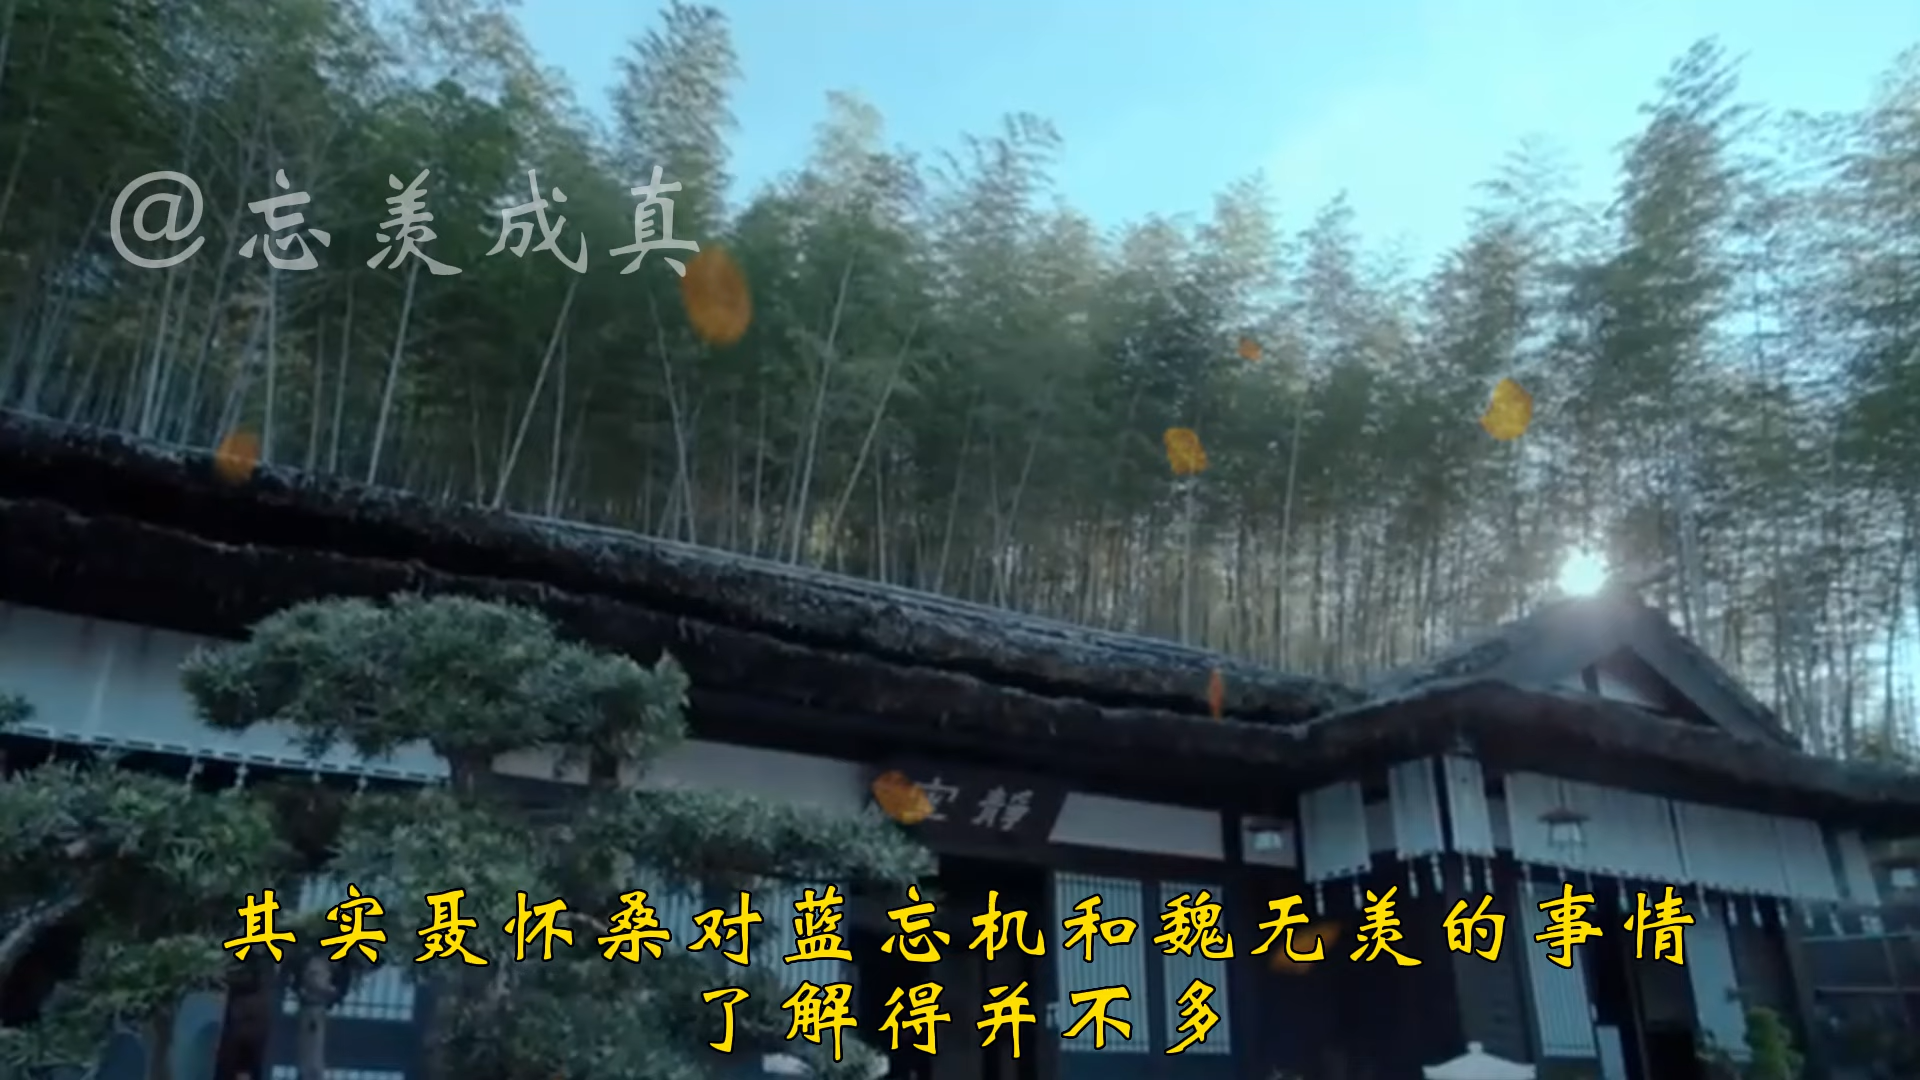 @忘羡成真
静室
其实聂怀桑对蓝忘机和魏无羡的事情
了解得并不多